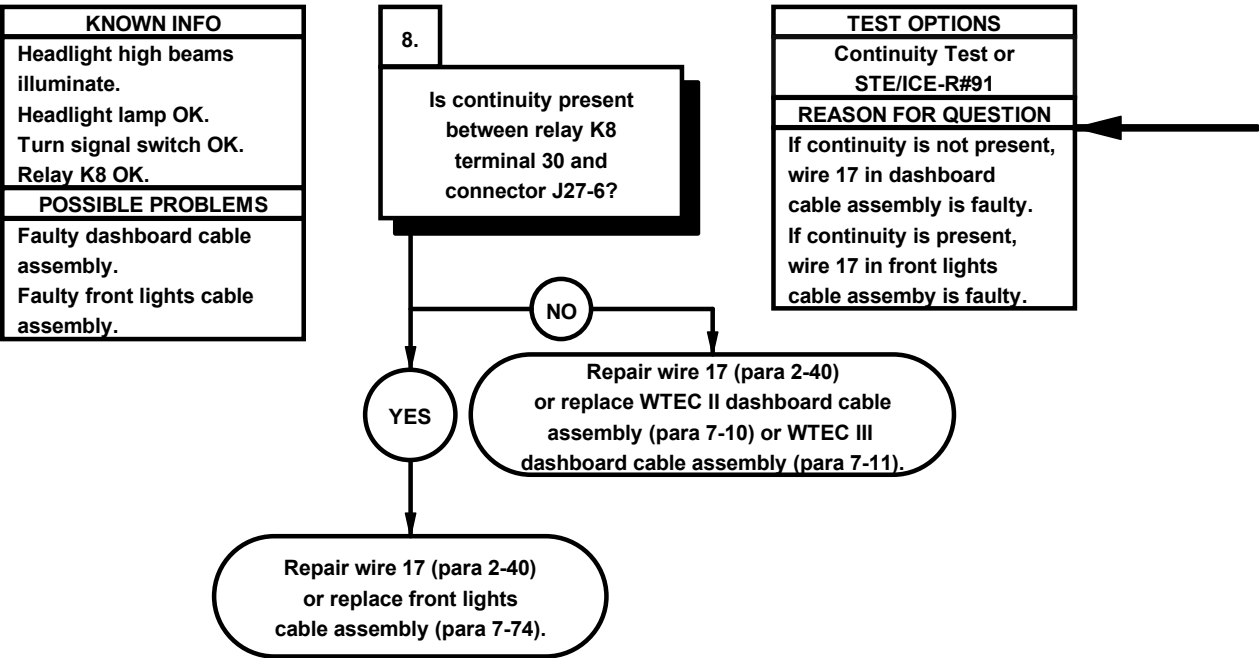 KNOWN INFO
Headlight high beams
illuminate.
Headlight lamp OK.
Turn signal switch OK.
Relay K8 OK.
POSSIBLE PROBLEMS
Faulty dashboard cable
assembly.
Faulty front lights cable
assembly.
8.
Is continuity present
between relay K8
terminal 30 and
connector J27-6?
TEST OPTIONS
Continuity Test or
STE/ICE-R#91
REASON FOR QUESTION
If continuity is not present,
wire 17 in dashboard
cable assembly is faulty.
If continuity is present,
wire 17 in front lights
cable assemby is faulty.
NO
Repair wire 17 (para 2-40)
or replace WTEC II dashboard cable
assembly (para 7-10) or WTEC III
dashboard cable assembly (para 7-11).
YES
Repair wire 17 (para 2-40)
or replace front lights
cable assembly (para 7-74).